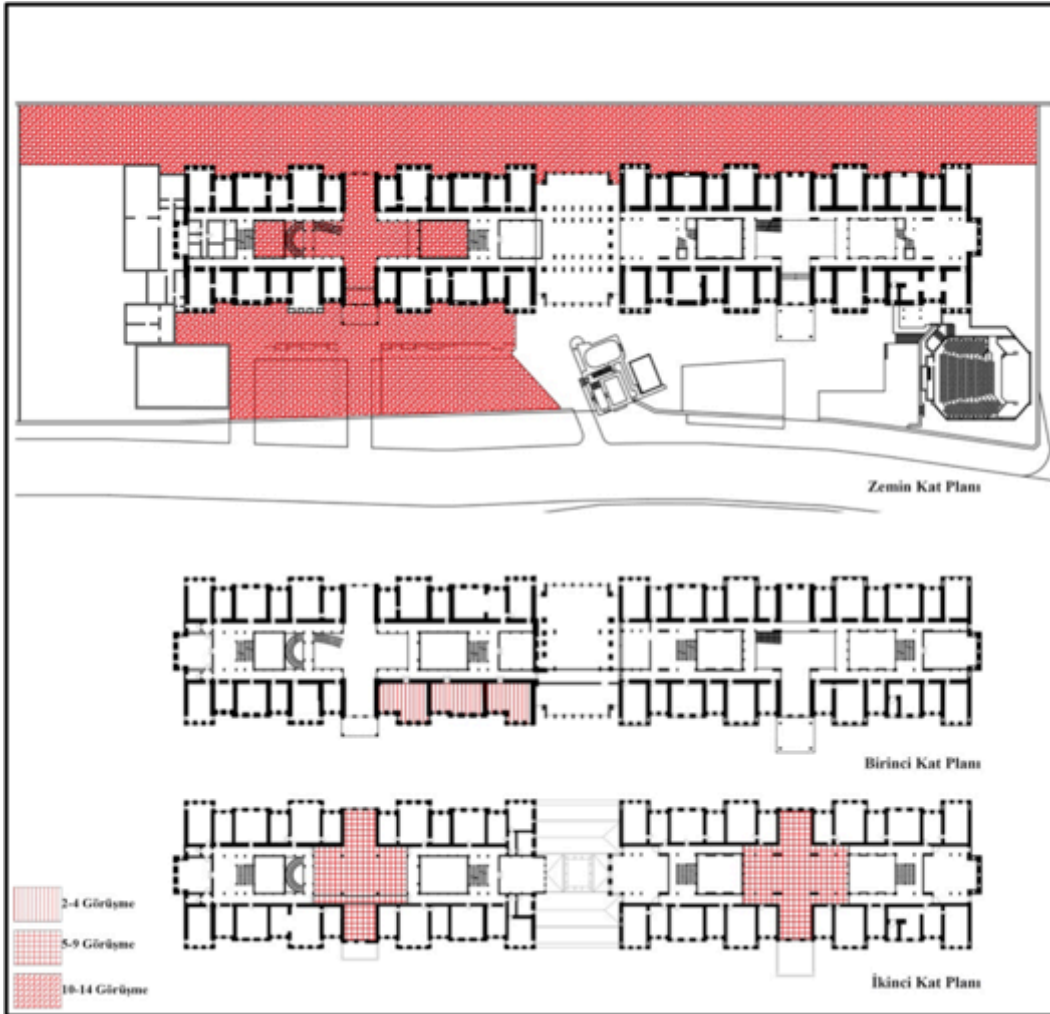 Zemin Kat Planı
Birinci Kat Planı
2-4 Görüşme
5-9 Görüşme
10-14 Görüşme
İkinci Kat Planı